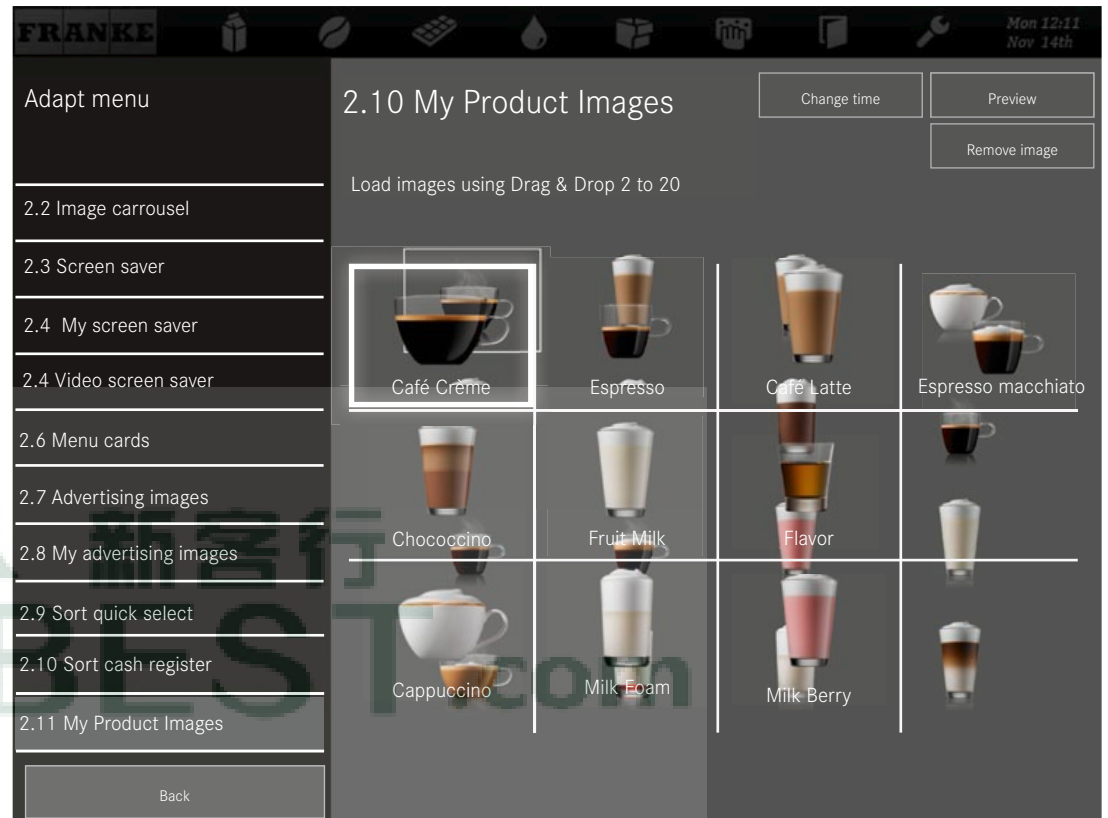 FRANKE
Mon 12:11
Nov 14th
Adapt menu
2.2 Image carrousel
2.3 Screen saver
2.4 My screen saver
2.4 Video screen saver
2.6 Menu cards
2.7 Advertising images
2.8 My advertising images
2.9 Sort quick select
2.10 Sort cash register
2.11 My Product Images
Back
2.10 My Product Images
Change time
Preview
Remove image
Load images using Drag & Drop 2 to 20
Café Crème
Espresso
Café Latte
Espresso macchiato
Chococcino
Fruit Milk
Flavor
Cappuccino
Milk Foam
Milk Berry
新客行
BEST.com